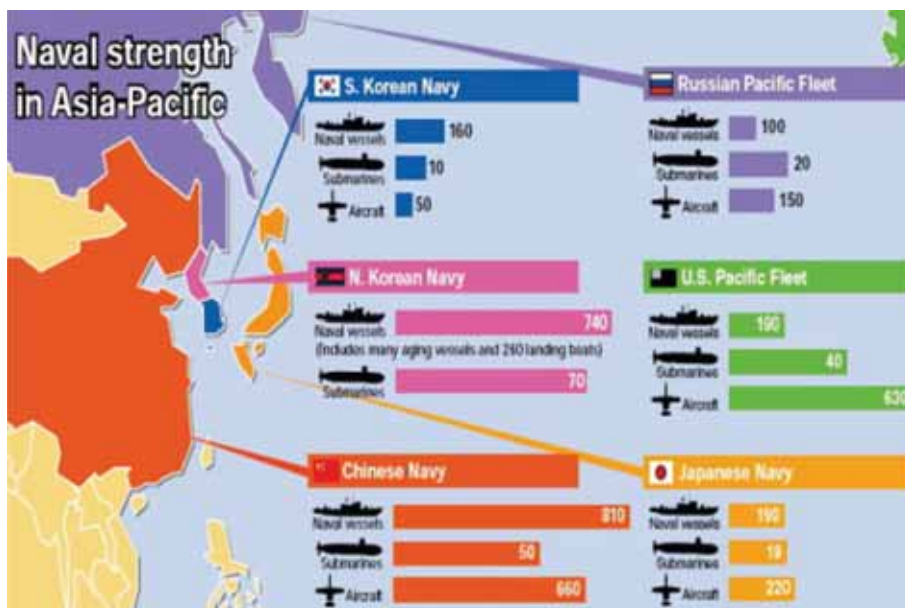 Naval strength
in Asia-Pacific
S. Korean Navy
Naval vessels 160
Submarines 10
Aircraft 50
Russian Pacific Fleet
Naval vessels 100
Submarines 20
Aircraft 150
N. Korean Navy
Naval vessels 740
(Includes many aging vessels and 260 landing boats)
Submarines 70
U.S. Pacific Fleet
Naval vessels 190
Submarines 40
Aircraft 630
Chinese Navy
Naval vessels 810
Submarines 50
Aircraft 660
Japanese Navy
Naval vessels 190
Submarines 19
Aircraft 220